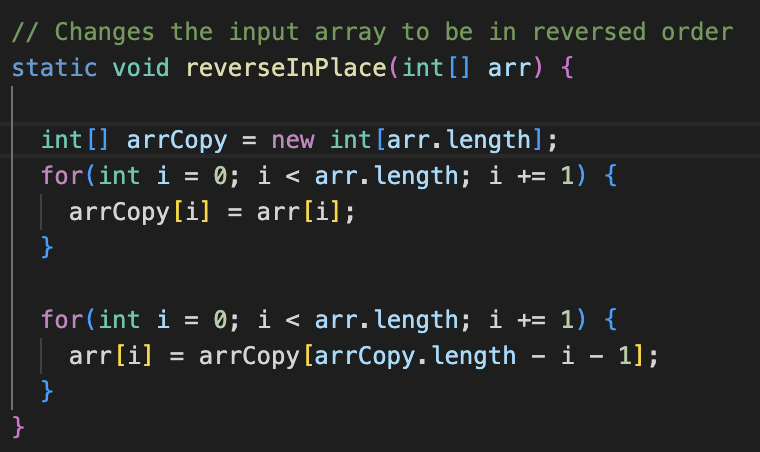 // Changes the input array to be in reversed order
static void reverseInPlace(int[] arr) {
int[] arrCopy = new int[arr.length];
for(int i = 0; i < arr.length; i += 1) {
arrCopy[i] = arr[i];
}
for(int i = 0; i < arr.length; i += 1) {
arr[i] = arrCopy[arrCopy.length - i - 1];
}
}